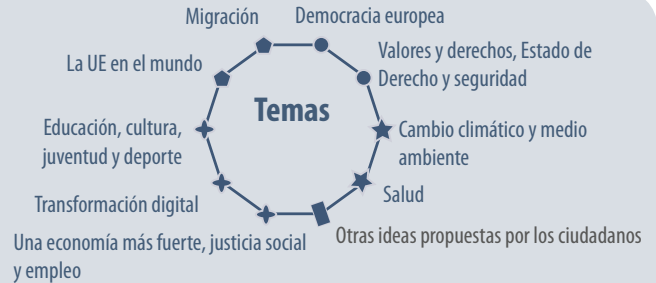 Migración
Democracia europea
La UE en el mundo
Valores y derechos, Estado de
Derecho y seguridad
Temas
Educación, cultura,
juventud y deporte
Cambio climático y medio
ambiente
Transformación digital
Salud
Una economía más fuerte, justicia social
y empleo
Otras ideas propuestas por los ciudadanos